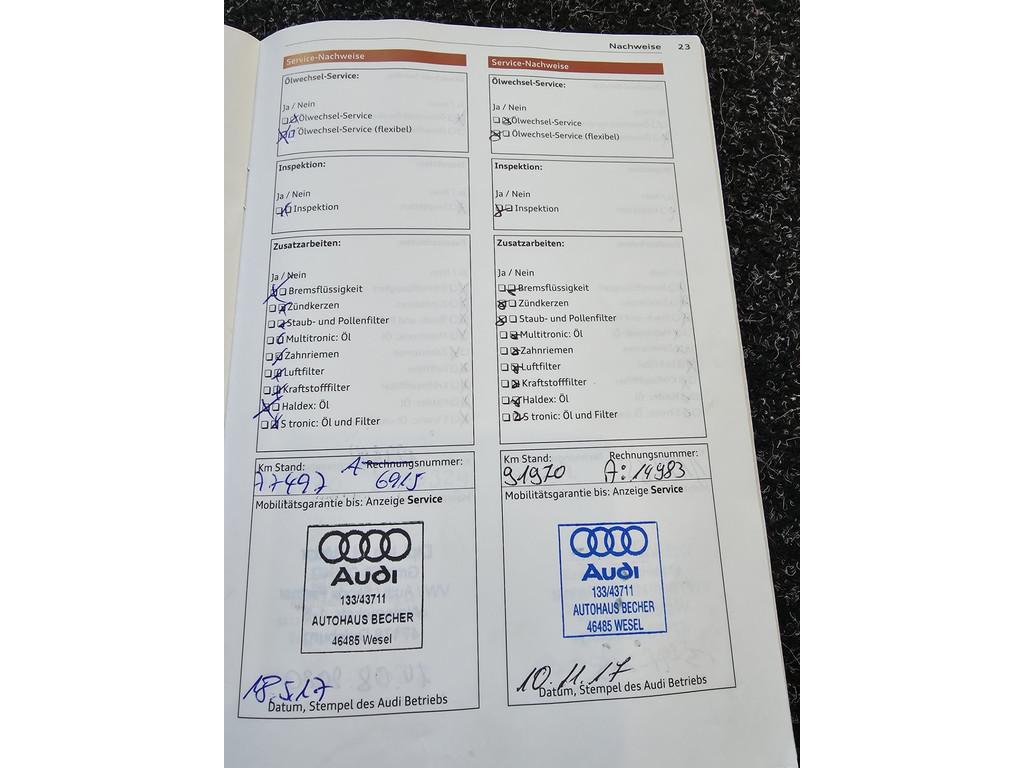 Nachweise 23
Service-Nachweise
Ölwechsel-Service:
Ja / Nein
Ölwechsel-Service
Ölwechsel-Service (flexibel)
Inspektion:
Ja / Nein
Inspektion
Zusatzarbeiten:
Ja / Nein
Bremsflüssigkeit
Zündkerzen
Staub- und Pollenfilter
Multitronic: Öl
Zahnriemen
Luftfilter
Kraftstofffilter
Haldex: Öl
S tronic: Öl und Filter
Km Stand:
Rechnungsnummer:
6915
Mobilitätsgarantie bis: Anzeige Service
Audi
133/43711
AUTOHAUS BECHER
46485 Wesel
18.5.17
Datum, Stempel des Audi Betriebs
Service-Nachweise
Ölwechsel-Service:
Ja / Nein
Ölwechsel-Service
Ölwechsel-Service (flexibel)
Inspektion:
Ja / Nein
Inspektion
Zusatzarbeiten:
Ja / Nein
Bremsflüssigkeit
Zündkerzen
Staub- und Pollenfilter
Multitronic: Öl
Zahnriemen
Luftfilter
Kraftstofffilter
Haldex: Öl
S tronic: Öl und Filter
Km Stand: Rechnungsnummer:
91970 A: 14983
Mobilitätsgarantie bis: Anzeige Service
Audi
133/43711
AUTOHAUS BECHER
46485 Wesel
10.11.17
Datum, Stempel des Audi Betriebs